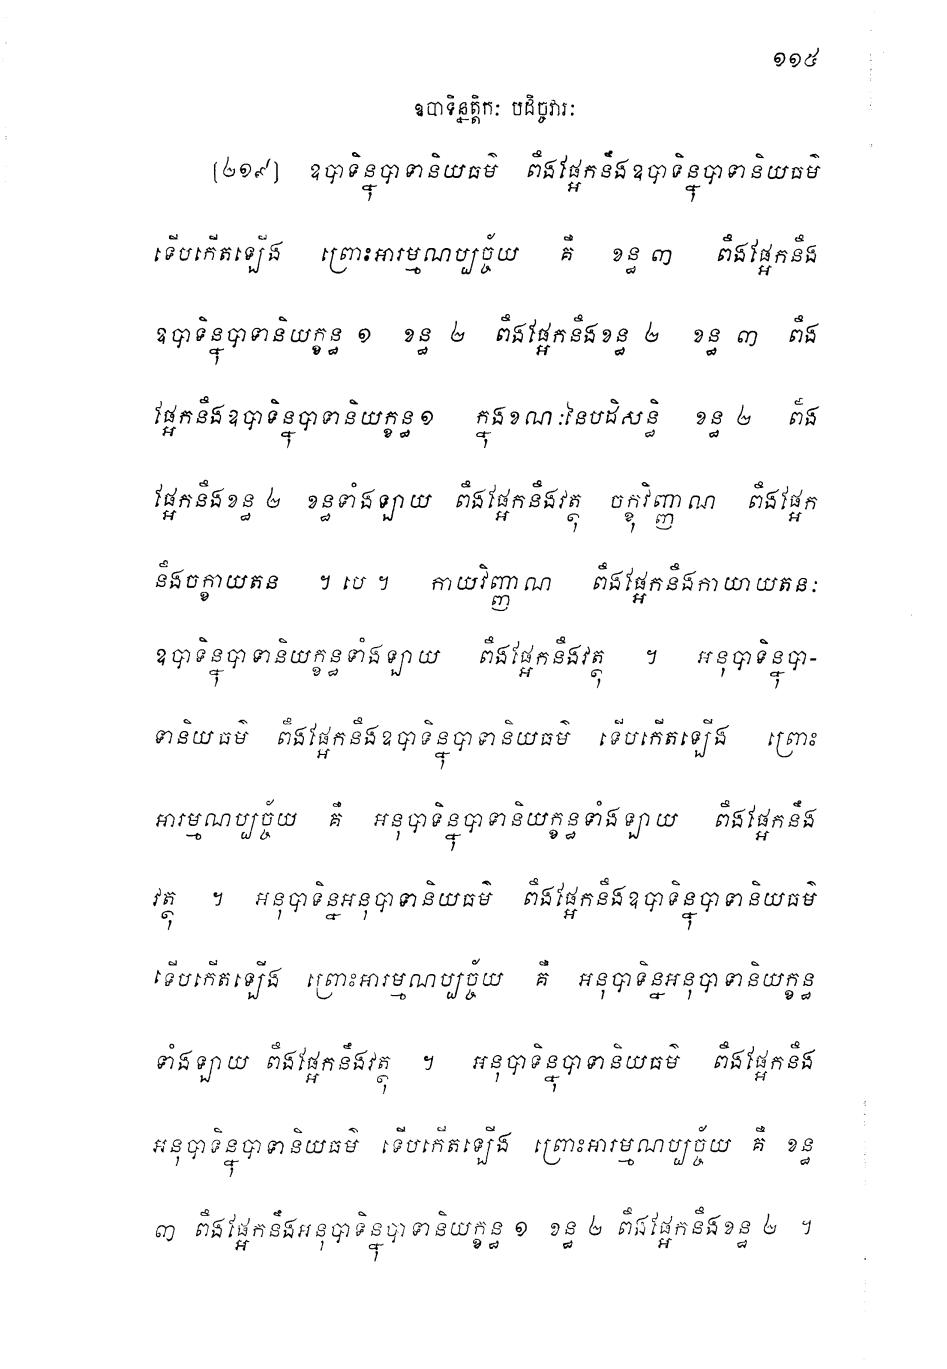 ១១៥
ឧបាទិន្នត្តិកៈ បដិច្ចវារៈ
[២១៩] ឧបាទិន្នុបាទានិយធម៌ ពឹងផ្អែកនឹងឧបាទិន្នុបាទានិយធម៌
ទើបកើតឡើង ព្រោះអារម្មណប្បច្ច័យ គឺ ខន្ធ ៣ ពឹងផ្អែកនឹង
ឧបាទិន្នុបាទានិយក្ខន្ធ ១ ខន្ធ ២ ពឹងផ្អែកនឹងខន្ធ ២ ខន្ធ ៣ ពឹង
ផ្អែកនឹងឧបាទិន្នុបាទានិយក្ខន្ធ១ ក្នុងខណៈនៃបដិសន្ធិ ខន្ធ ២ ពឹង
ផ្អែកនឹងខន្ធ ២ ខន្ធទាំងឡាយ ពឹងផ្អែកនឹងវត្ថុ ចក្ខុវិញ្ញាណ ពឹងផ្អែក
នឹងចក្ខាយតន ។ បេ ។ កាយវិញ្ញាណ ពឹងផ្អែកនឹងកាយាយតនៈ
ឧបាទិន្នុបាទានិយក្ខន្ធទាំងឡាយ ពឹងផ្អែកនឹងវត្ថុ ។ អនុបាទិន្នុបា-
ទានិយធម៌ ពឹងផ្អែកនឹងឧបាទិន្នុបាទានិយធម៌ ទើបកើតឡើង ព្រោះ
អារម្មណប្បច្ច័យ គឺ អនុបាទិន្នុបាទានិយក្ខន្ធទាំងឡាយ ពឹងផ្អែកនឹង
វត្ថុ ។ អនុបាទិន្នអនុបាទានិយធម៌ ពឹងផ្អែកនឹងឧបាទិន្នុបាទានិយធម៌
ទើបកើតឡើង ព្រោះអារម្មណប្បច្ច័យ គឺ អនុបាទិន្នអនុបាទានិយក្ខន្ធ
ទាំងឡាយ ពឹងផ្អែកនឹងវត្ថុ ។ អនុបាទិន្នុបាទានិយធម៌ ពឹងផ្អែកនឹង
អនុបាទិន្នុបាទានិយធម៌ ទើបកើតឡើង ព្រោះអារម្មណប្បច្ច័យ គឺ ខន្ធ
៣ ពឹងផ្អែកនឹងអនុបាទិន្នុបាទានិយក្ខន្ធ ១ ខន្ធ ២ ពឹងផ្អែកនឹងខន្ធ ២ ។